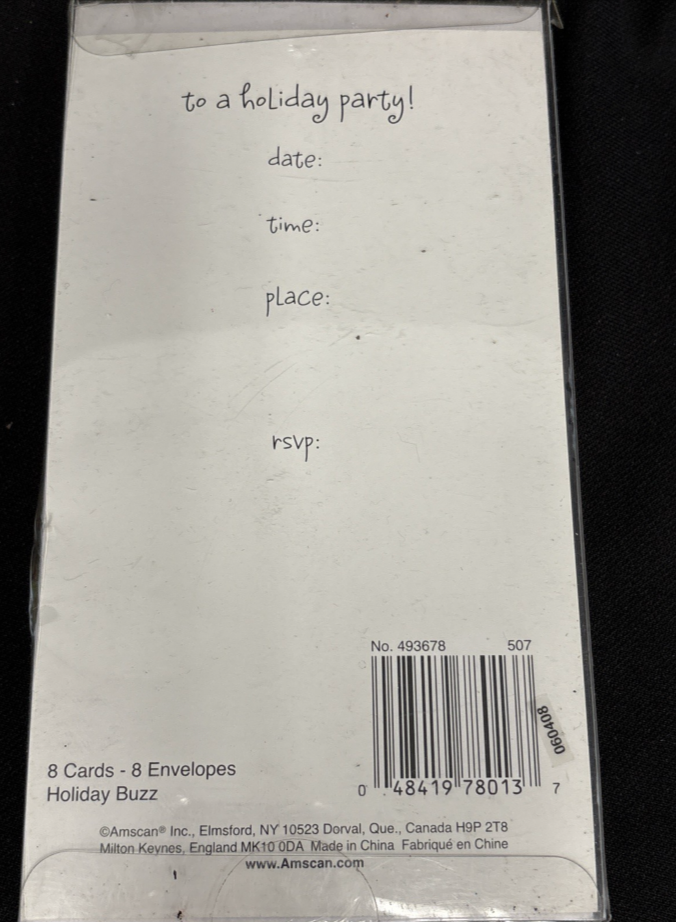 to a holiday party!
date:
time:
place:
rsvp:
No. 493678 507
060408
0 48419 78013 7
8 Cards - 8 Envelopes
Holiday Buzz
©Amscan® Inc., Elmsford, NY 10523 Dorval, Que., Canada H9P 2T8
Milton Keynes, England MK10 0DA Made in China Fabriqué en Chine
www.Amscan.com